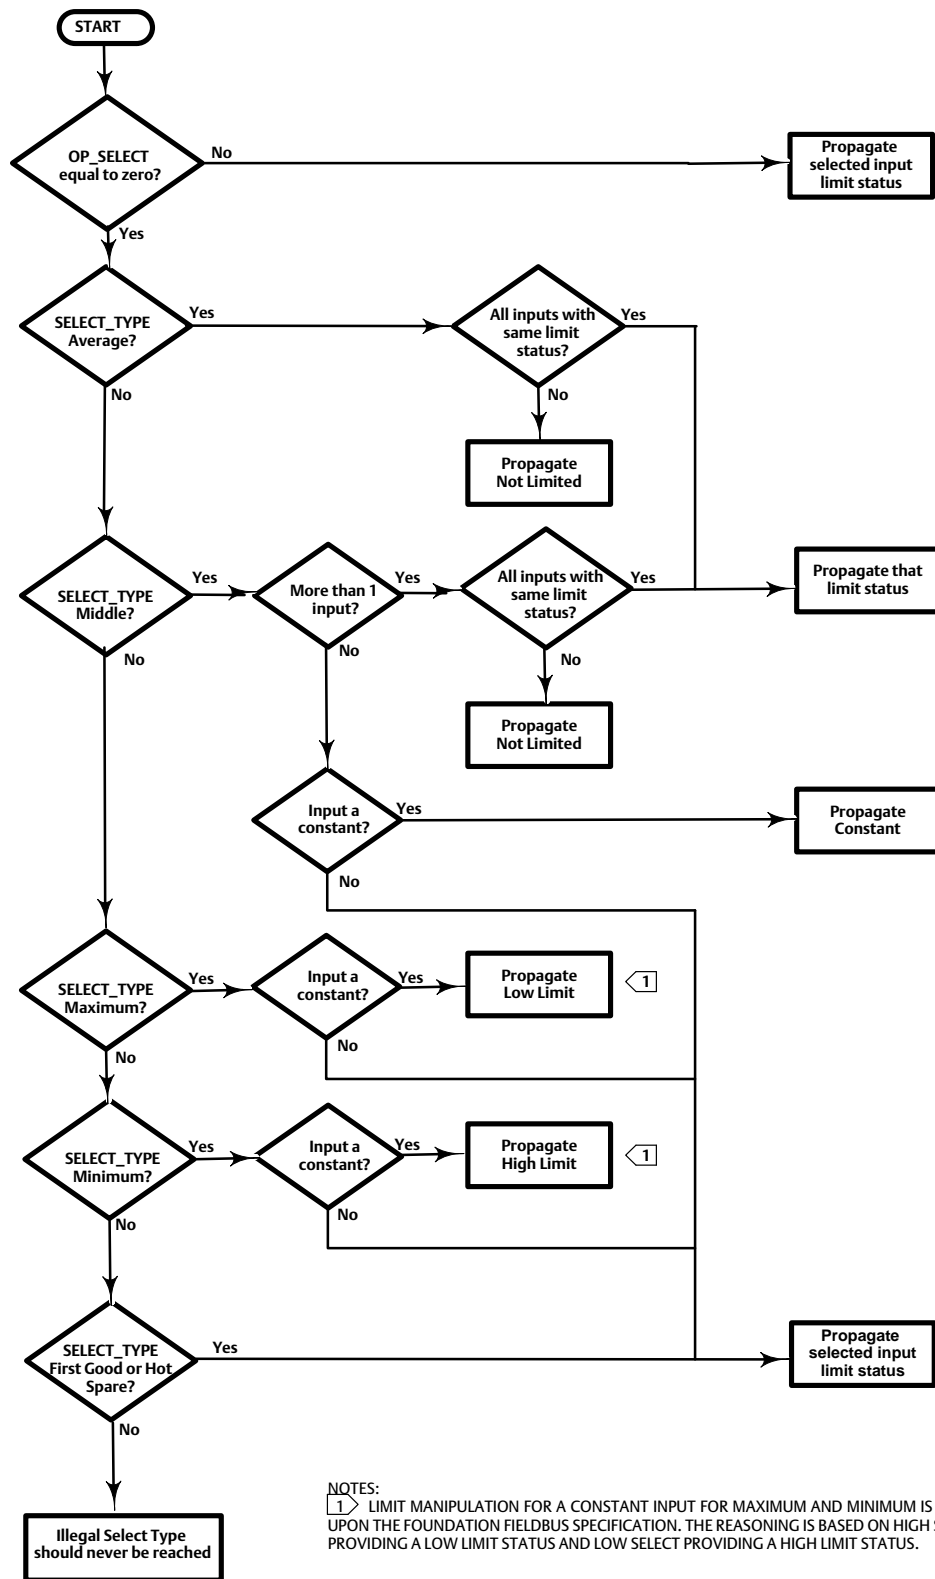 START
OP_SELECT
equal to zero?
No
Propagate
selected input
limit status
Yes
SELECT_TYPE
Average?
Yes
All inputs with
same limit
status?
Yes
No
No
Propagate
Not Limited
SELECT_TYPE
Middle?
Yes
More than 1
input?
Yes
All inputs with
same limit
status?
Yes
Propagate that
limit status
No
No
No
Propagate
Not Limited
Input a
constant?
Yes
Propagate
Constant
No
SELECT_TYPE
Maximum?
Yes
Input a
constant?
Yes
Propagate
Low Limit
1
No
No
SELECT_TYPE
Minimum?
Yes
Input a
constant?
Yes
Propagate
High Limit
1
No
No
SELECT_TYPE
First Good or Hot
Spare?
Yes
Propagate
selected input
limit status
No
Illegal Select Type
should never be reached
NOTES:
1 LIMIT MANIPULATION FOR A CONSTANT INPUT FOR MAXIMUM AND MINIMUM IS
UPON THE FOUNDATION FIELDBUS SPECIFICATION. THE REASONING IS BASED ON HIGH S
PROVIDING A LOW LIMIT STATUS AND LOW SELECT PROVIDING A HIGH LIMIT STATUS.